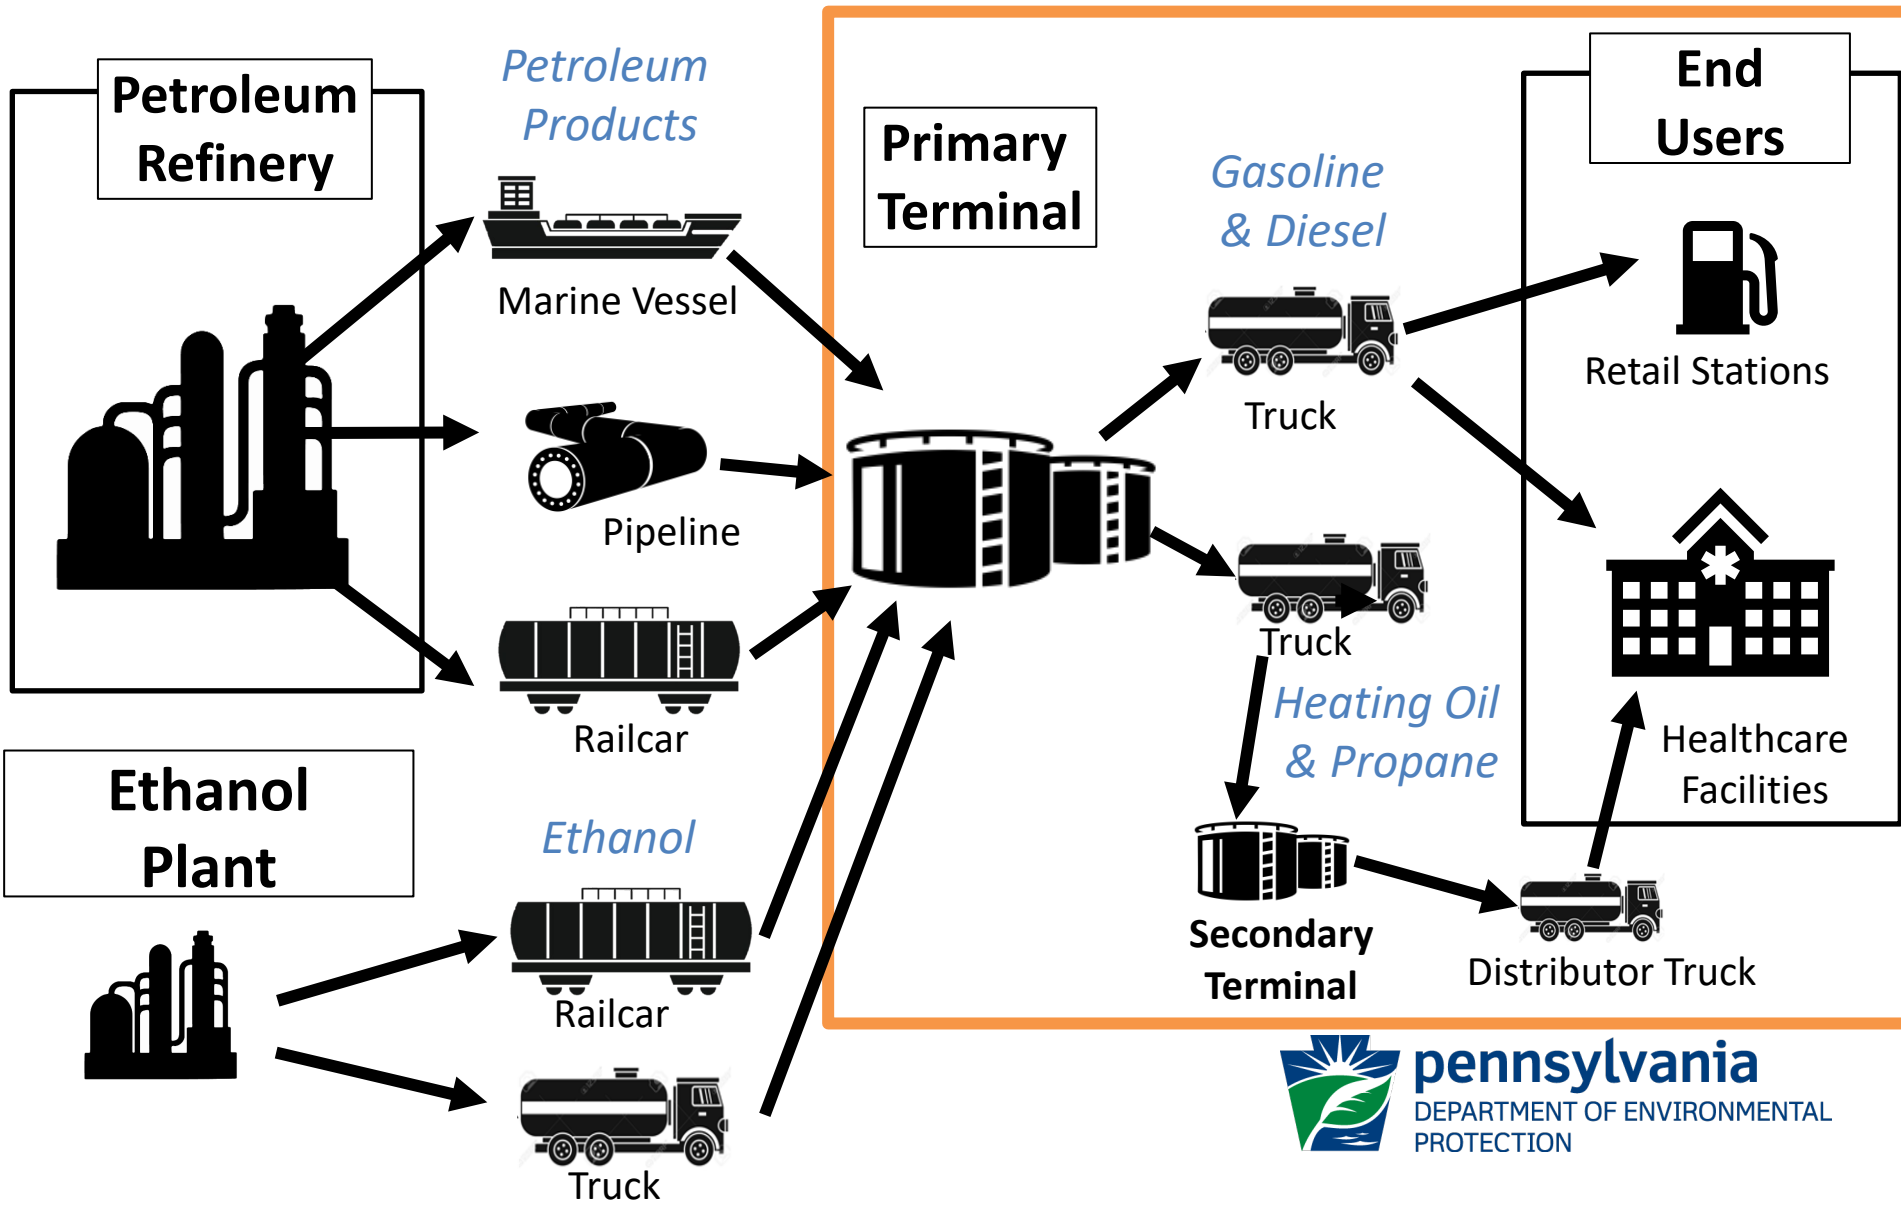 Petroleum
Refinery
Petroleum
Products
Marine Vessel
Pipeline
Railcar
Ethanol
Plant
Ethanol
Railcar
Truck
Primary
Terminal
Gasoline
& Diesel
Truck
Truck
Heating Oil
& Propane
Secondary
Terminal
Distributor Truck
End
Users
Retail Stations
Healthcare
Facilities
pennsylvania
DEPARTMENT OF ENVIRONMENTAL
PROTECTION